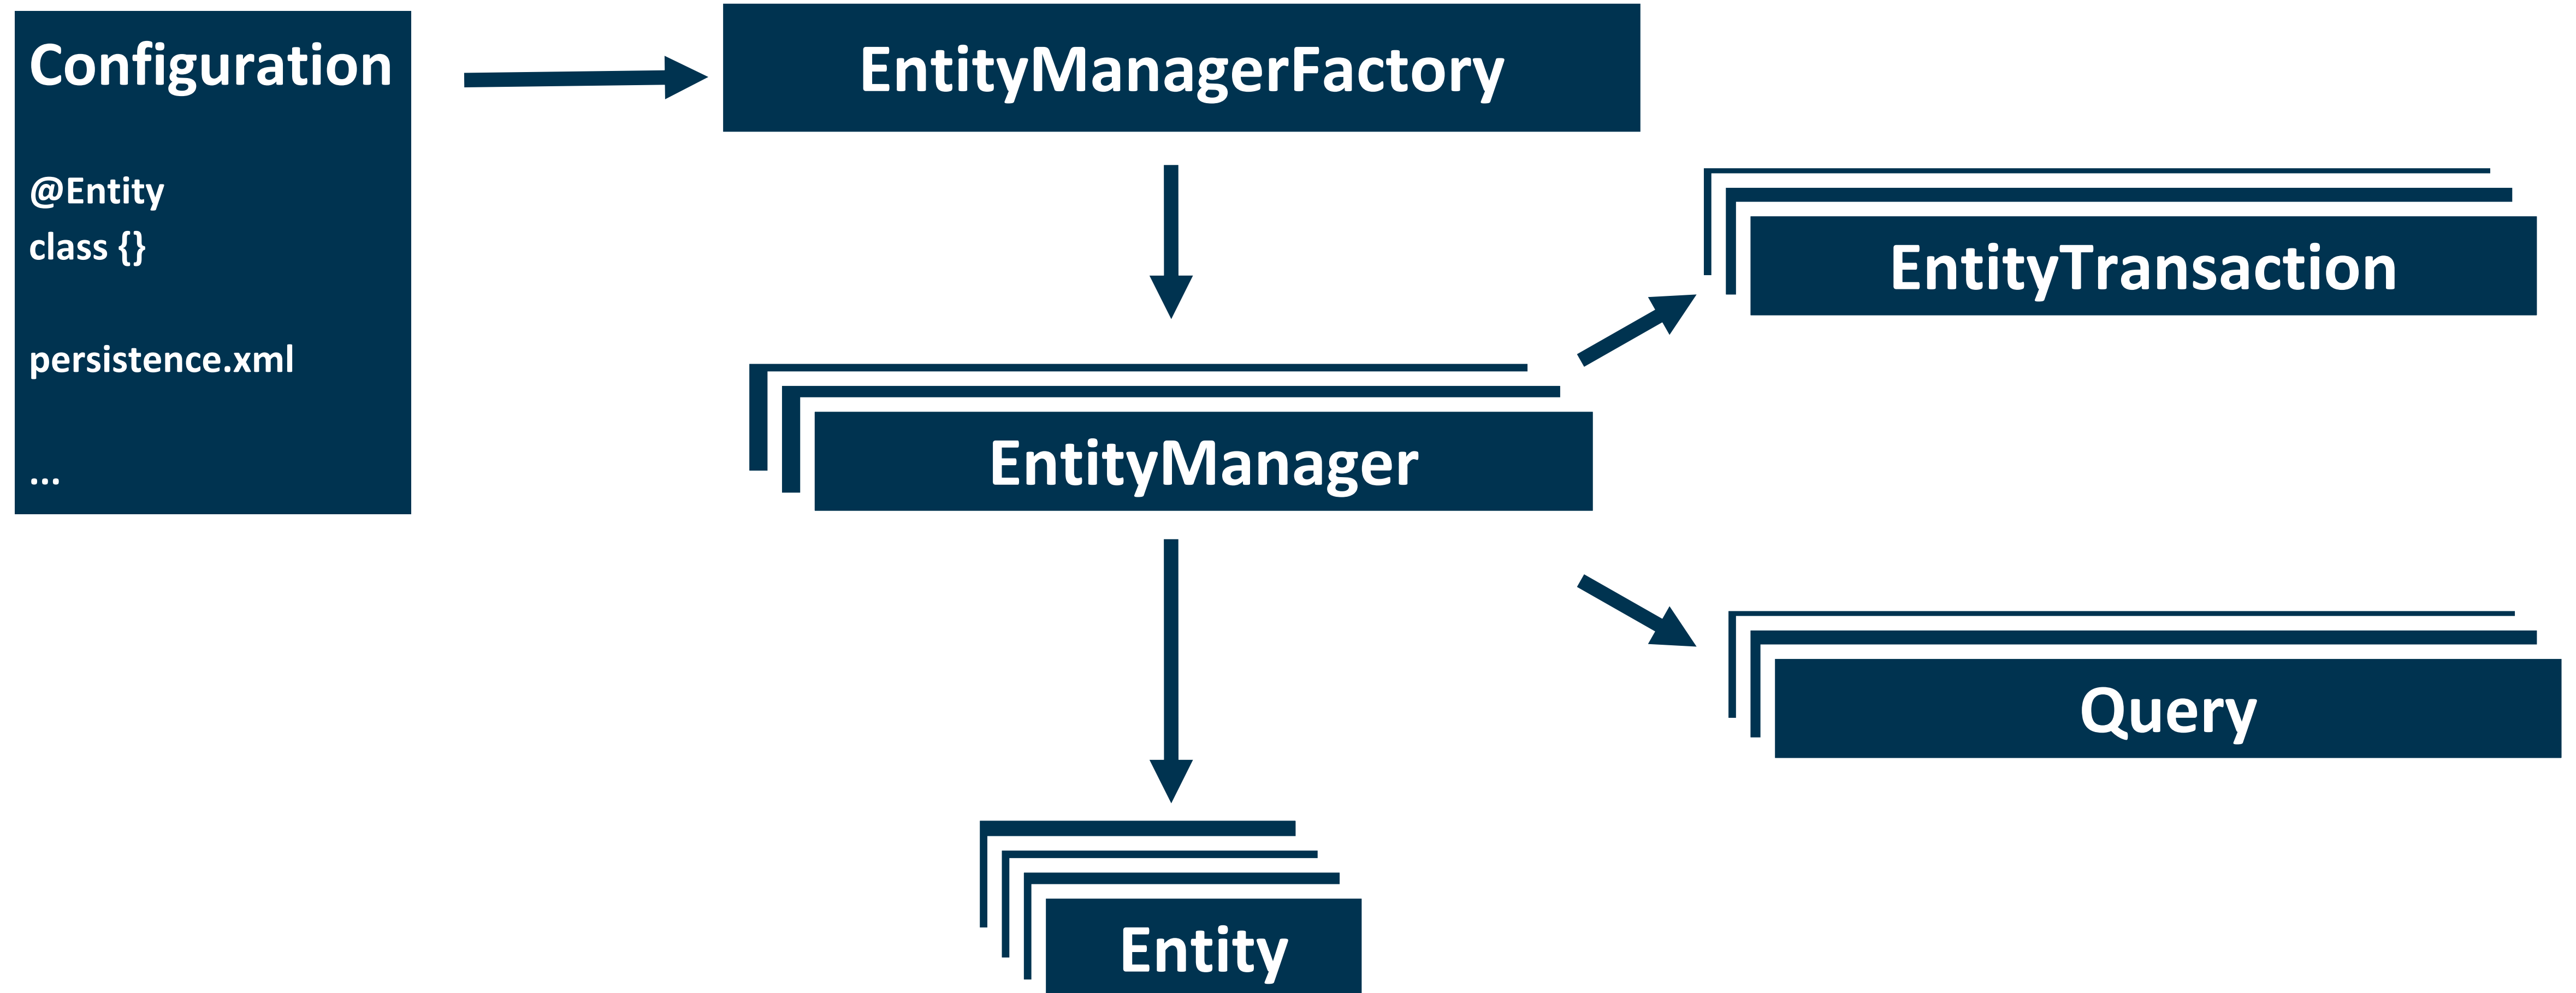 Configuration
@Entity
class {}
persistence.xml
...
EntityManagerFactory
EntityTransaction
EntityManager
Query
Entity